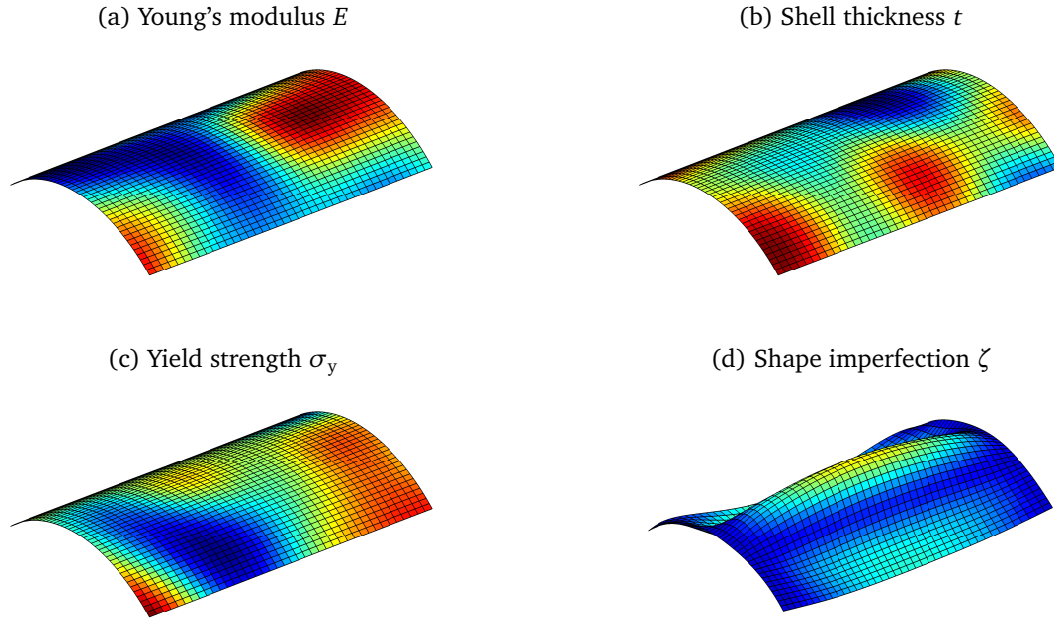 (a) Young’s modulus E
(b) Shell thickness t
(c) Yield strength σy
(d) Shape imperfection ζ